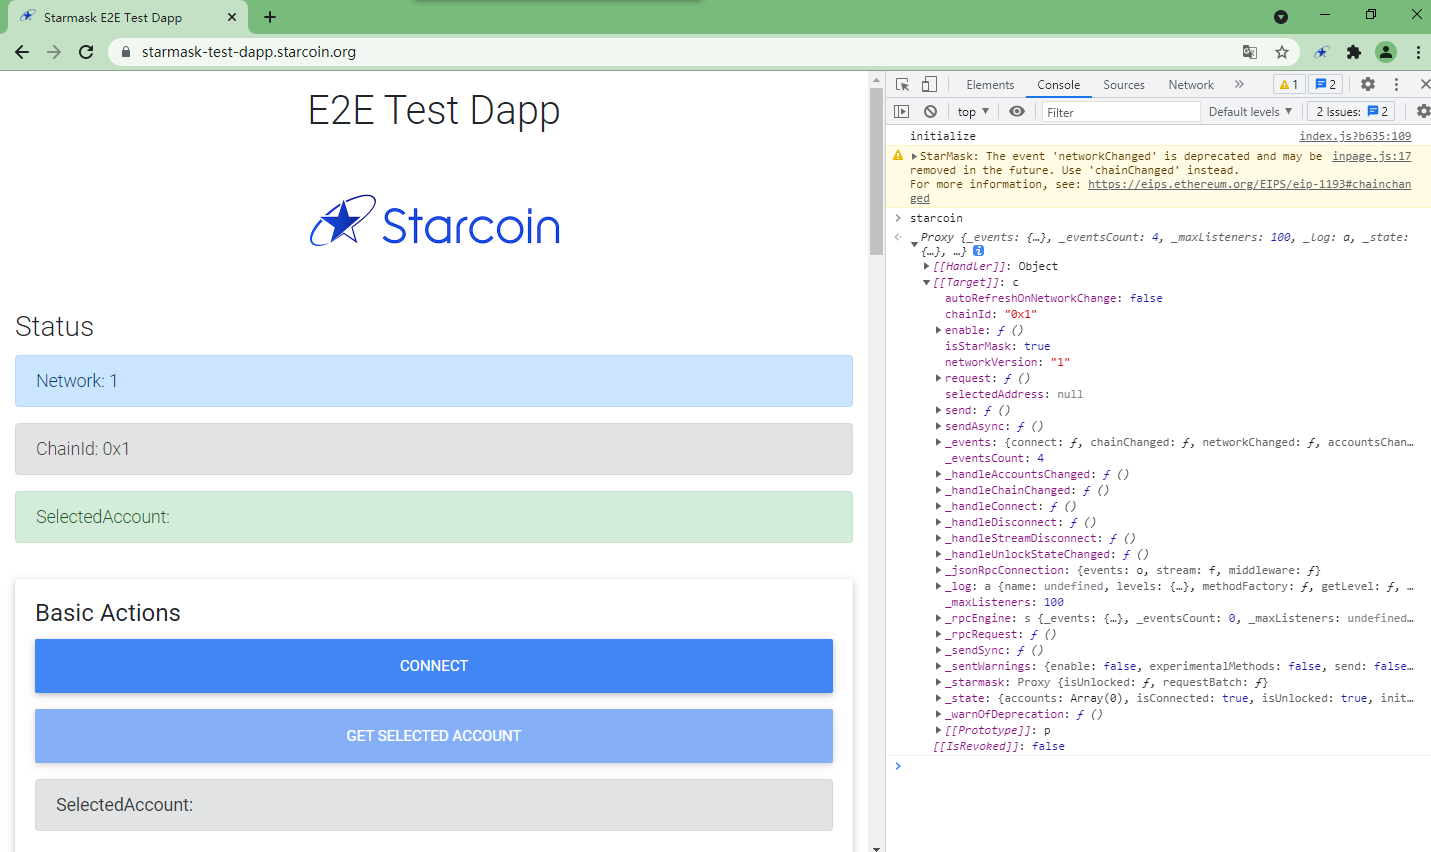 Starmask E2E Test Dapp
starmask-test-dapp.starcoin.org
E2E Test Dapp
Starcoin
Status
Network: 1
ChainId: 0x1
SelectedAccount:
Basic Actions
CONNECT
GET SELECTED ACCOUNT
SelectedAccount:
Elements Console Sources Network » 1 2
top ▼ Filter Default levels ▼ 2 Issues: 2
initialize index.js?b635:109
StarMask: The event 'networkChanged' is deprecated and may be inpage.js:17
removed in the future. Use 'chainChanged' instead.
For more information, see: https://eips.ethereum.org/EIPS/eip-1193#chainchan
ged
> starcoin
Proxy {_events: {…}, _eventsCount: 4, _maxListeners: 100, _log: a, _state:
{…}, …} i
[[Handler]]: Object
[[Target]]: c
autoRefreshOnNetworkChange: false
chainId: "0x1"
enable: ƒ ()
isStarMask: true
networkVersion: "1"
request: ƒ ()
selectedAddress: null
send: ƒ ()
sendAsync: ƒ ()
_events: {connect: ƒ, chainChanged: ƒ, networkChanged: ƒ, accountsChan…
_eventsCount: 4
_handleAccountsChanged: ƒ ()
_handleChainChanged: ƒ ()
_handleConnect: ƒ ()
_handleDisconnect: ƒ ()
_handleStreamDisconnect: ƒ ()
_handleUnlockStateChanged: ƒ ()
_jsonRpcConnection: {events: o, stream: f, middleware: ƒ}
_log: a {name: undefined, levels: {…}, methodFactory: ƒ, getLevel: ƒ, …
_maxListeners: 100
_rpcEngine: s {_events: {…}, _eventsCount: 0, _maxListeners: undefined…
_rpcRequest: ƒ ()
_sendSync: ƒ ()
_sentWarnings: {enable: false, experimentalMethods: false, send: false…
_starmask: Proxy {isUnlocked: ƒ, requestBatch: ƒ}
_state: {accounts: Array(0), isConnected: true, isUnlocked: true, init…
_warnOfDeprecation: ƒ ()
[[Prototype]]: p
[[IsRevoked]]: false
>